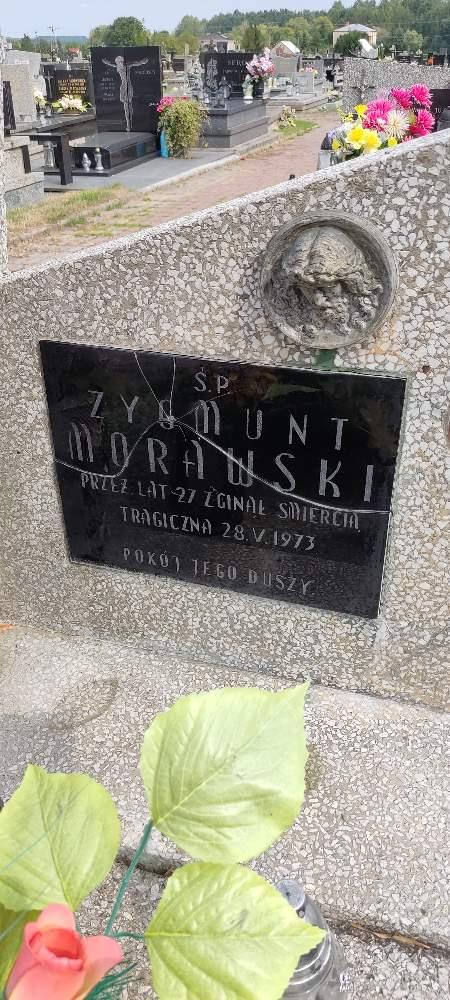 Ś.P.
ZYGMUNT
MORAWSKI
PRZEŻ. LAT 27 ZGINĄŁ ŚMIERCIĄ
TRAGICZNĄ 28.V.1973
POKÓJ JEGO DUSZY